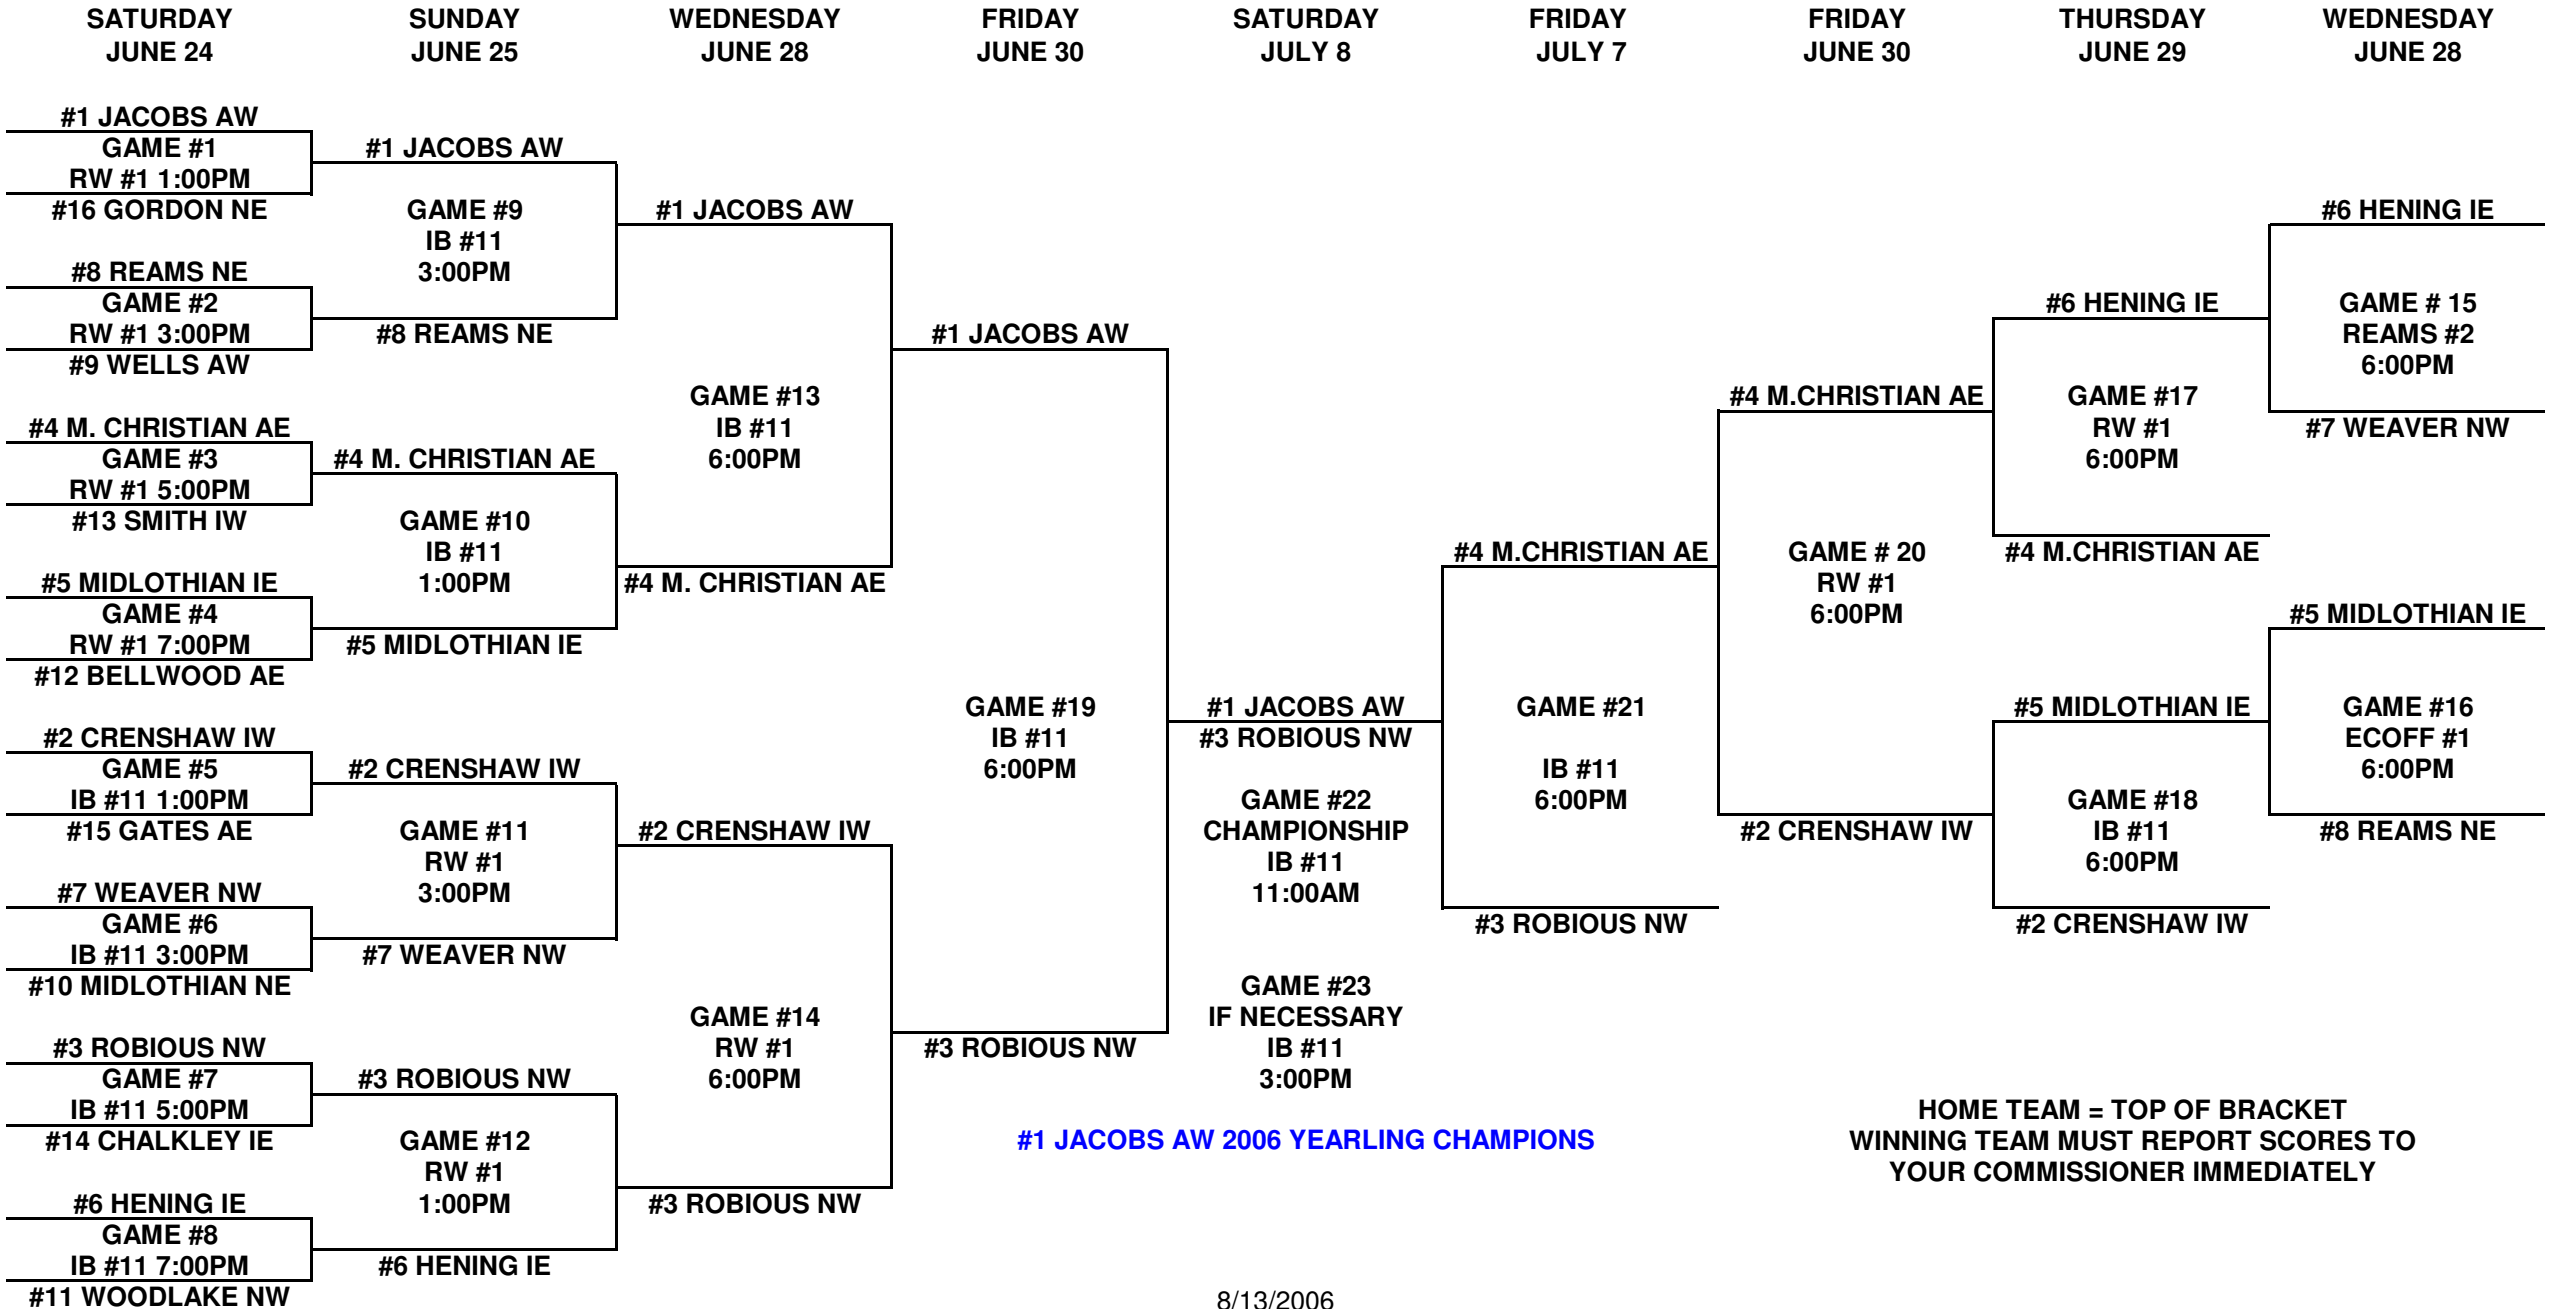 SATURDAY
JUNE 24
SUNDAY
JUNE 25
WEDNESDAY
JUNE 28
FRIDAY
JUNE 30
SATURDAY
JULY 8
FRIDAY
JULY 7
FRIDAY
JUNE 30
THURSDAY
JUNE 29
WEDNESDAY
JUNE 28
#1 JACOBS AW
GAME #1
RW #1 1:00PM
#16 GORDON NE
#8 REAMS NE
GAME #2
RW #1 3:00PM
#9 WELLS AW
#4 M. CHRISTIAN AE
GAME #3
RW #1 5:00PM
#13 SMITH IW
#5 MIDLOTHIAN IE
GAME #4
RW #1 7:00PM
#12 BELLWOOD AE
#2 CRENSHAW IW
GAME #5
IB #11 1:00PM
#15 GATES AE
#7 WEAVER NW
GAME #6
IB #11 3:00PM
#10 MIDLOTHIAN NE
#3 ROBIOUS NW
GAME #7
IB #11 5:00PM
#14 CHALKLEY IE
#6 HENING IE
GAME #8
IB #11 7:00PM
#11 WOODLAKE NW
#1 JACOBS AW
GAME #9
IB #11
3:00PM
#8 REAMS NE
#4 M. CHRISTIAN AE
GAME #10
IB #11
1:00PM
#5 MIDLOTHIAN IE
#2 CRENSHAW IW
GAME #11
RW #1
3:00PM
#7 WEAVER NW
#3 ROBIOUS NW
GAME #12
RW #1
1:00PM
#6 HENING IE
#1 JACOBS AW
GAME #13
IB #11
6:00PM
#4 M. CHRISTIAN AE
#2 CRENSHAW IW
GAME #14
RW #1
6:00PM
#3 ROBIOUS NW
#1 JACOBS AW
GAME #19
IB #11
6:00PM
#3 ROBIOUS NW
#1 JACOBS AW
#3 ROBIOUS NW
GAME #22
CHAMPIONSHIP
IB #11
11:00AM
GAME #23
IF NECESSARY
IB #11
3:00PM
#1 JACOBS AW 2006 YEARLING CHAMPIONS
#4 M.CHRISTIAN AE
GAME #21
IB #11
6:00PM
#3 ROBIOUS NW
#4 M.CHRISTIAN AE
GAME # 20
RW #1
6:00PM
#2 CRENSHAW IW
#6 HENING IE
GAME #17
RW #1
6:00PM
#4 M.CHRISTIAN AE
#5 MIDLOTHIAN IE
GAME #18
IB #11
6:00PM
#2 CRENSHAW IW
#6 HENING IE
GAME # 15
REAMS #2
6:00PM
#7 WEAVER NW
#5 MIDLOTHIAN IE
GAME #16
ECOFF #1
6:00PM
#8 REAMS NE
HOME TEAM = TOP OF BRACKET
WINNING TEAM MUST REPORT SCORES TO
YOUR COMMISSIONER IMMEDIATELY
8/13/2006